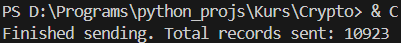 PS D:\Programs\python_projs\Kurs\Crypto> & C
Finished sending. Total records sent: 10923